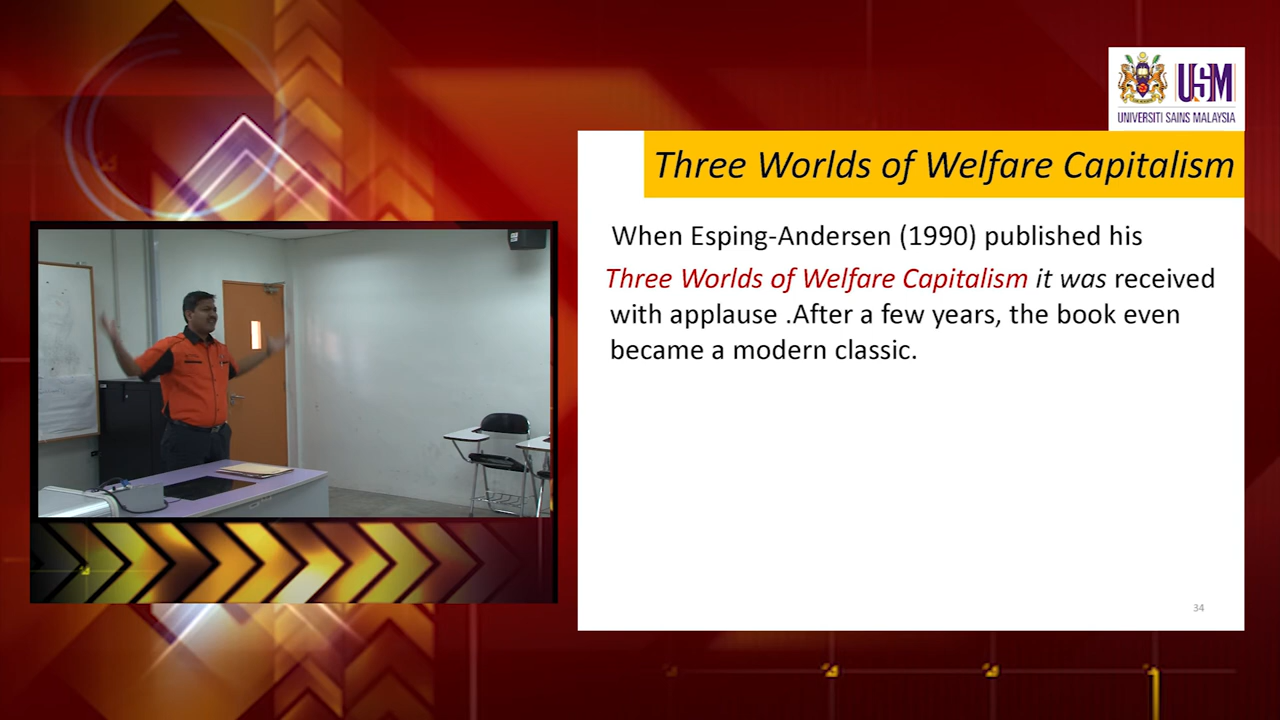 USM
UNIVERSITI SAINS MALAYSIA
Three Worlds of Welfare Capitalism
When Esping-Andersen (1990) published his
Three Worlds of Welfare Capitalism it was received
with applause .After a few years, the book even
became a modern classic.
34